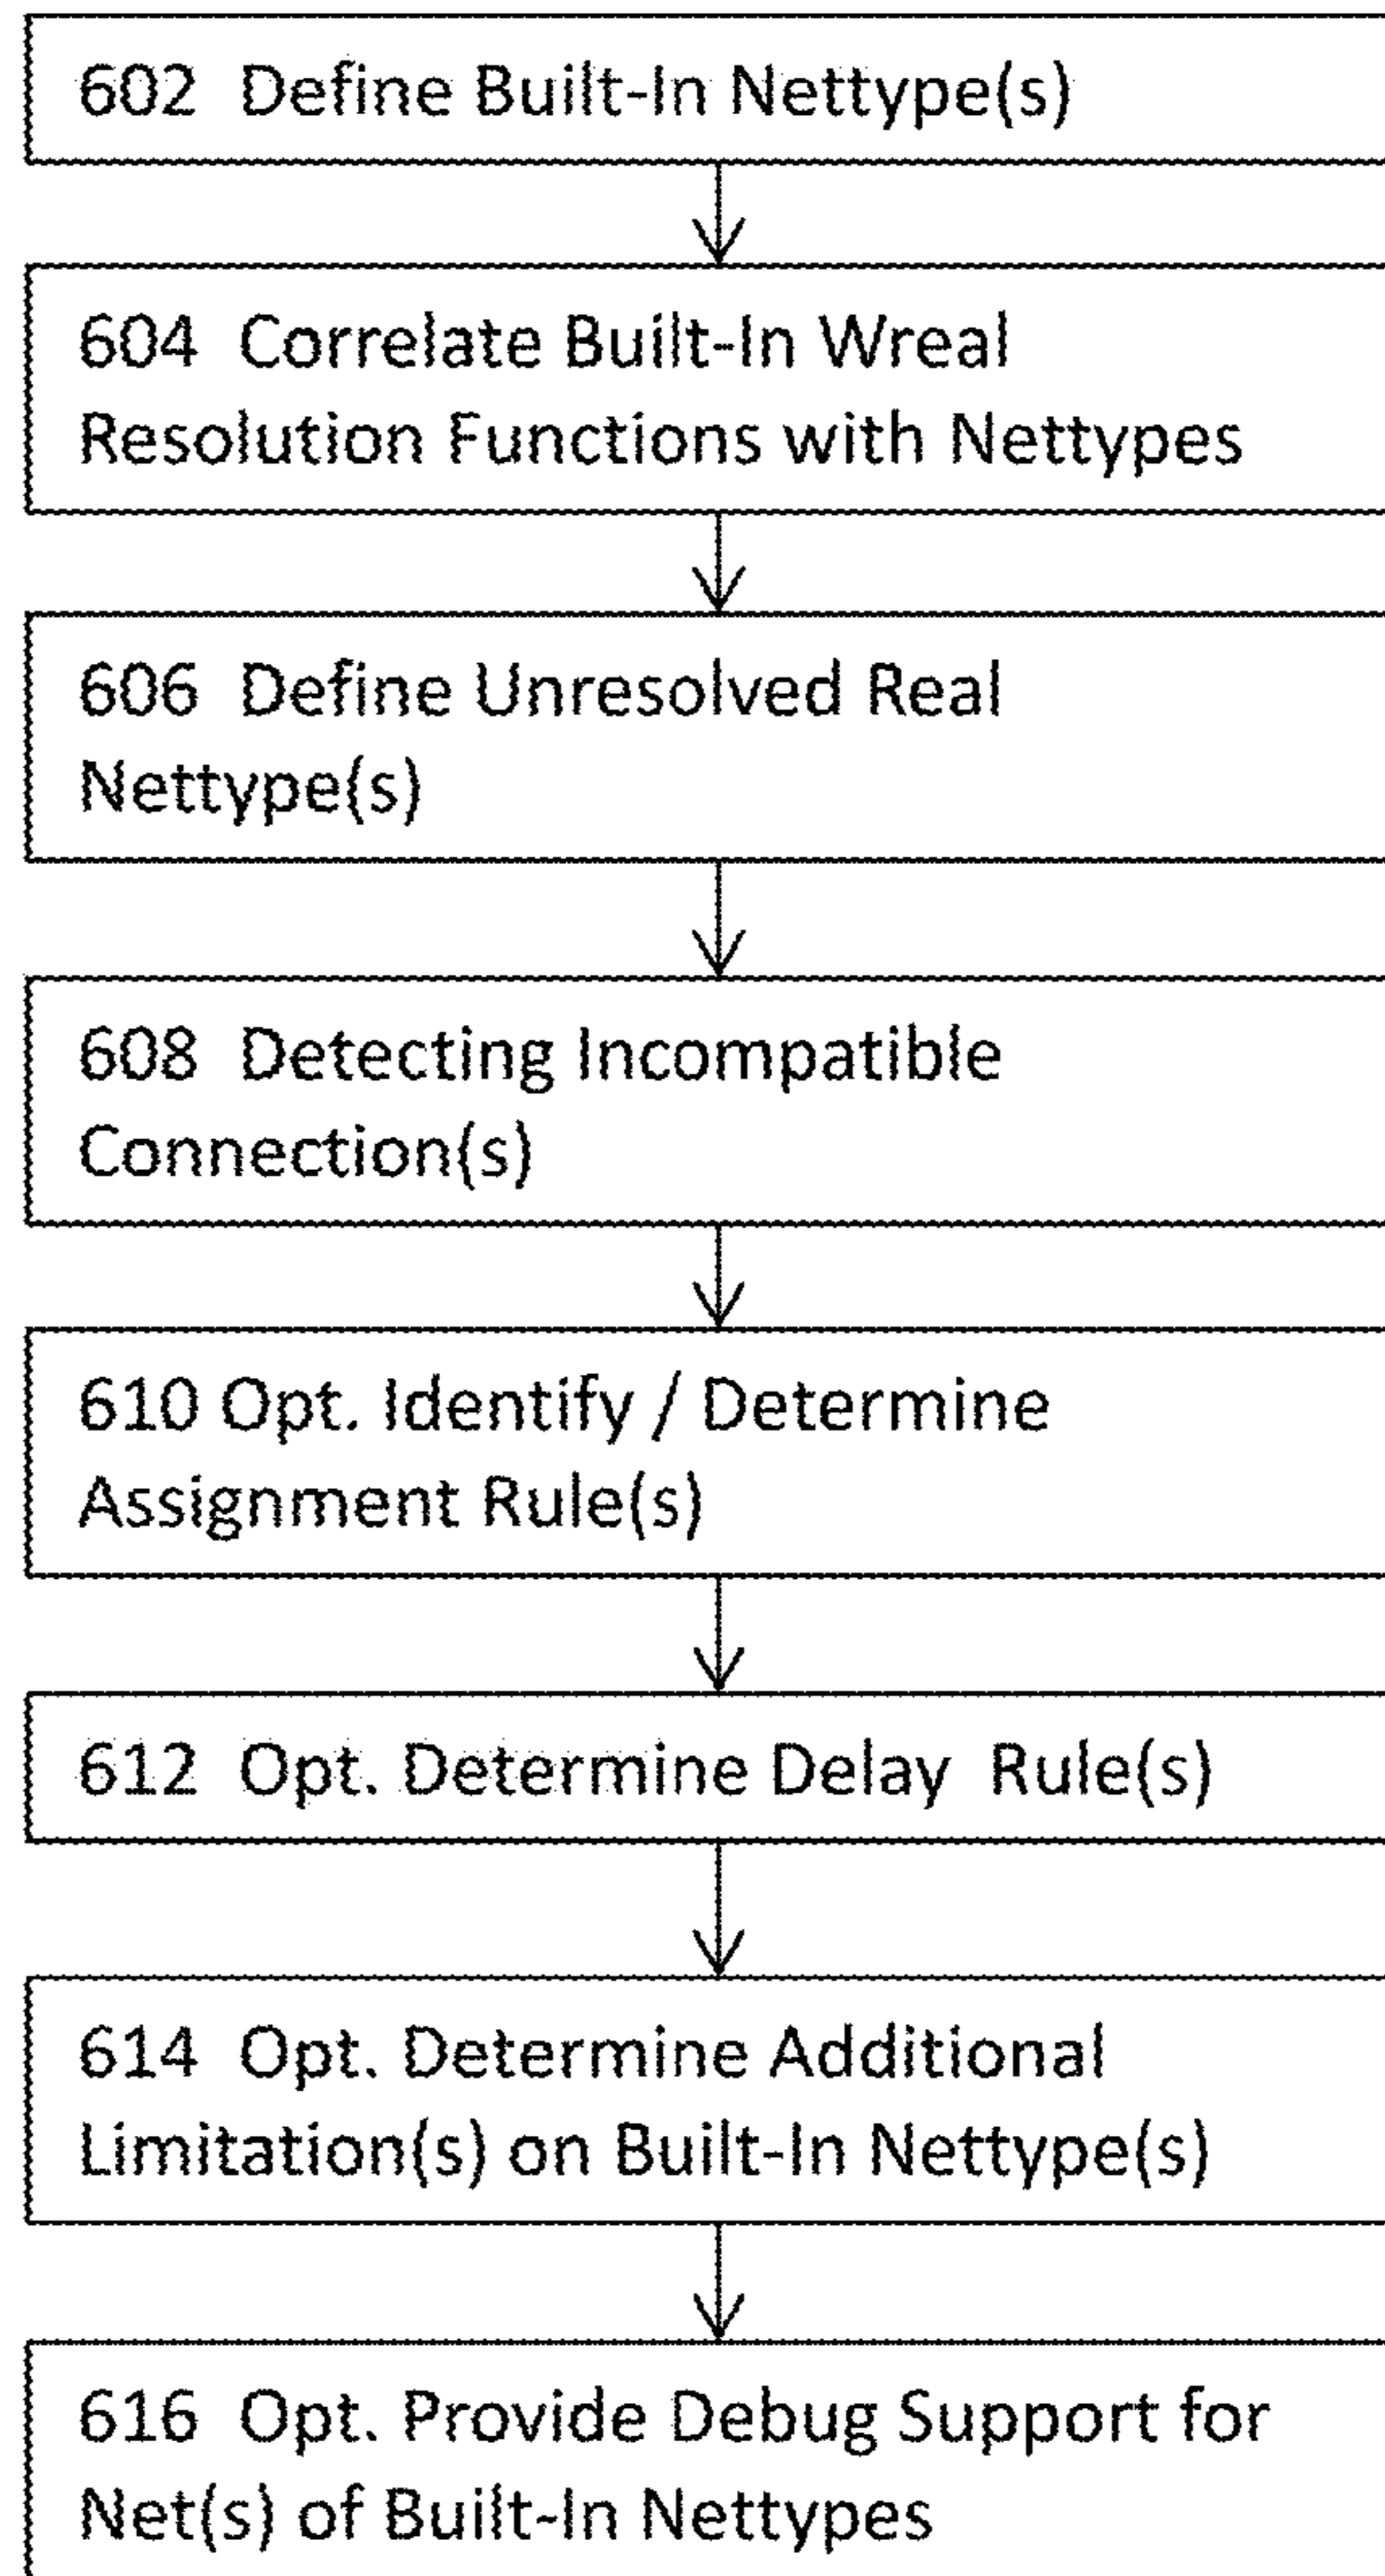 602 Define Built-In Nettype(s)
604 Correlate Built-In Wreal
Resolution Functions with Nettypes
606 Define Unresolved Real
Nettype(s)
608 Detecting Incompatible
Connection(s)
610 Opt. Identify / Determine
Assignment Rule(s)
612 Opt. Determine Delay Rule(s)
614 Opt. Determine Additional
Limitation(s) on Built-In Nettype(s)
616 Opt. Provide Debug Support for
Net(s) of Built-In Nettypes